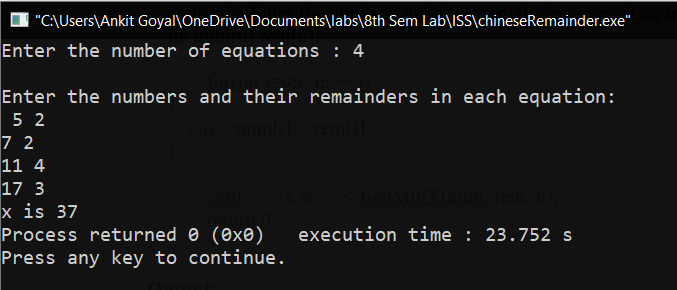 "C:\Users\Ankit Goyal\OneDrive\Documents\labs\8th Sem Lab\ISS\chineseRemainder.exe"
Enter the number of equations : 4
Enter the numbers and their remainders in each equation:
5 2
7 2
11 4
17 3
x is 37
Process returned 0 (0x0)   execution time : 23.752 s
Press any key to continue.